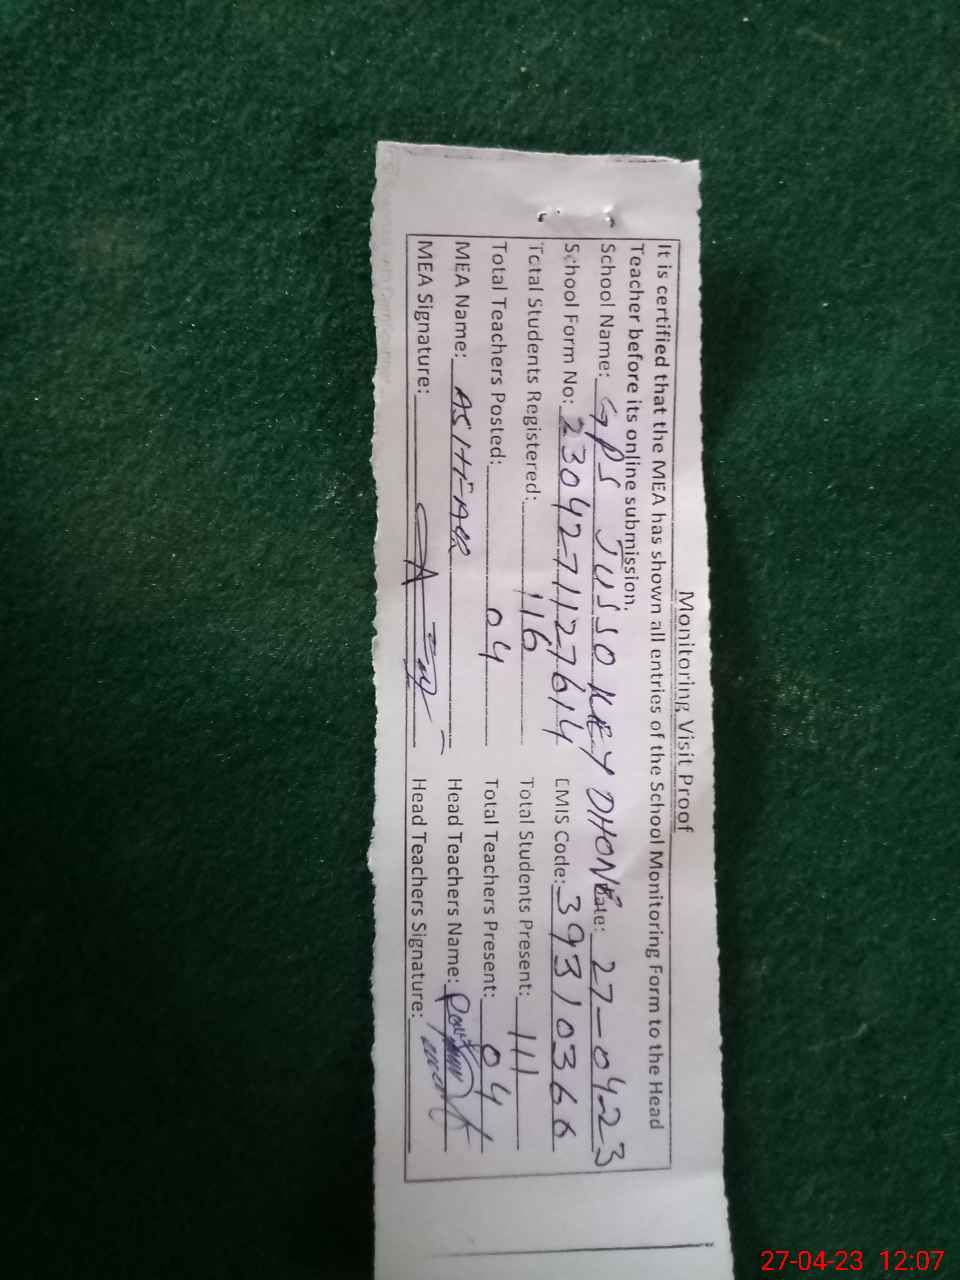 Monitoring Visit Proof
It is certified that the MEA has shown all entries of the School Monitoring Form to the Head
Teacher before its online submission.
School Name: GPS JUSSO KEY DHON Date: 27-04-23
School Form No: 23042711127614 EMIS Code: 39310366
Total Students Registered: 116 Total Students Present: 111
Total Teachers Posted: 04 Total Teachers Present: 04
MEA Name: ASHFAQ Head Teachers Name:
MEA Signature: Head Teachers Signature:
27-04-23 12:07